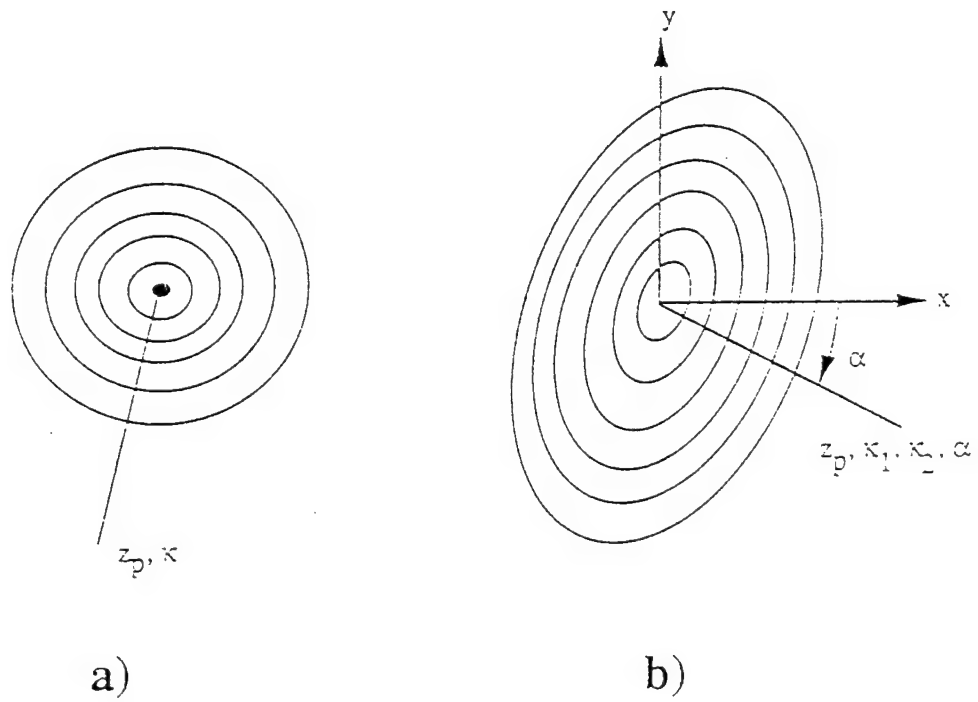 y
x
α
z_p, κ_1, κ_2, α
z_p, κ
a)
b)